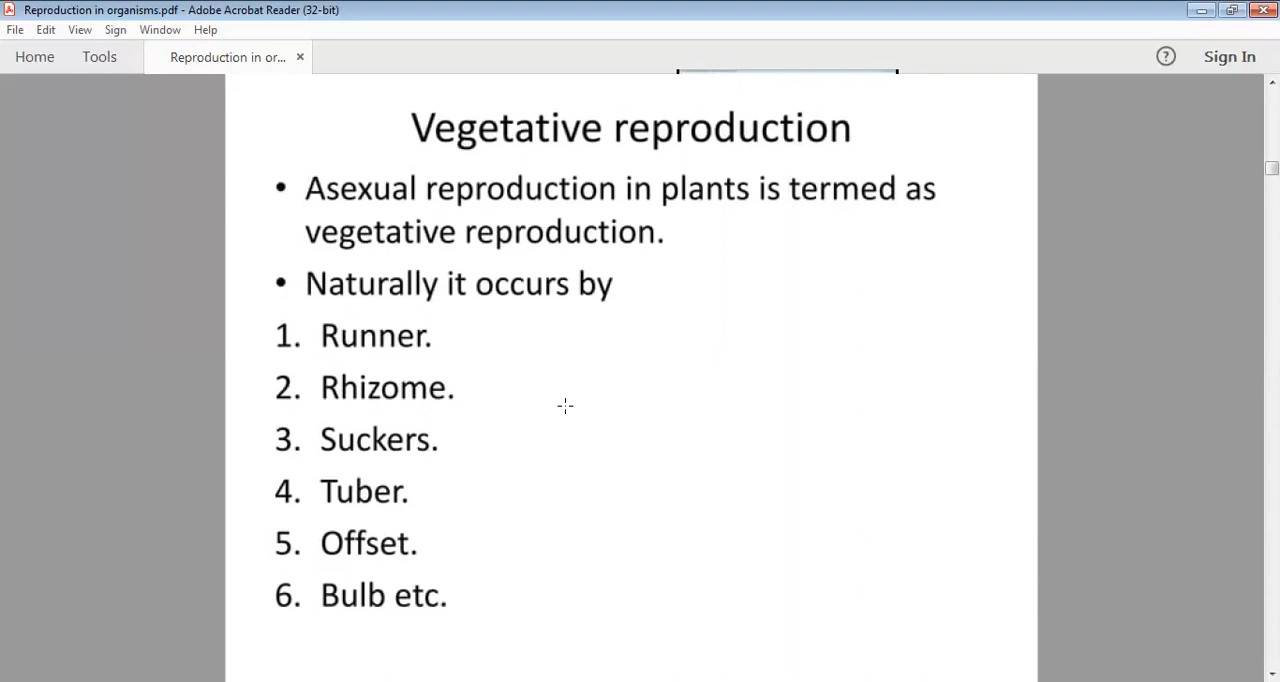 Reproduction in organisms.pdf - Adobe Acrobat Reader (32-bit)
File Edit View Sign Window Help
Home Tools Reproduction in or... × ? Sign In
Vegetative reproduction
• Asexual reproduction in plants is termed as
vegetative reproduction.
• Naturally it occurs by
1. Runner.
2. Rhizome.
3. Suckers.
4. Tuber.
5. Offset.
6. Bulb etc.